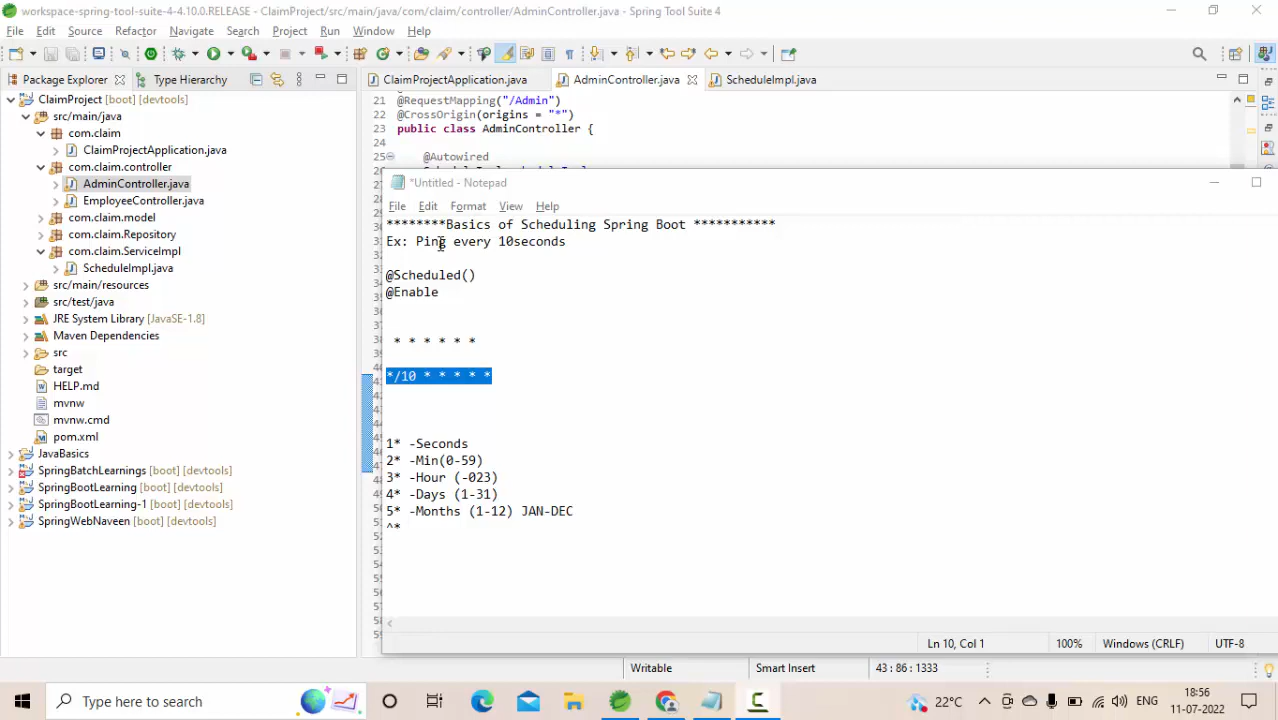 workspace-spring-tool-suite-4-4.10.0.RELEASE - ClaimProject/src/main/java/com/claim/controller/AdminController.java - Spring Tool Suite 4
File Edit Source Refactor Navigate Search Project Run Window Help
Package Explorer Type Hierarchy
ClaimProjectApplication.java AdminController.java ScheduleImpl.java
ClaimProject [boot] [devtools]
src/main/java
com.claim
ClaimProjectApplication.java
com.claim.controller
AdminController.java
EmployeeController.java
com.claim.model
com.claim.Repository
com.claim.ServiceImpl
ScheduleImpl.java
src/main/resources
src/test/java
JRE System Library [JavaSE-1.8]
Maven Dependencies
src
target
HELP.md
mvnw
mvnw.cmd
pom.xml
JavaBasics
SpringBatchLearnings [boot] [devtools]
SpringBootLearning [boot] [devtools]
SpringBootLearning-1 [boot] [devtools]
SpringWebNaveen [boot] [devtools]
21 @RequestMapping("/Admin")
22 @CrossOrigin(origins = "*")
23 public class AdminController {
24
25 @Autowired
*Untitled - Notepad
File Edit Format View Help
********Basics of Scheduling Spring Boot ***********
Ex: Ping every 10seconds
@Scheduled()
@Enable
* * * * * *
*/10 * * * * *
1* -Seconds
2* -Min(0-59)
3* -Hour (-023)
4* -Days (1-31)
5* -Months (1-12) JAN-DEC
^*
Ln 10, Col 1 100% Windows (CRLF) UTF-8
Writable Smart Insert 43 : 86 : 1333
Type here to search
22°C
ENG
18:56
11-07-2022